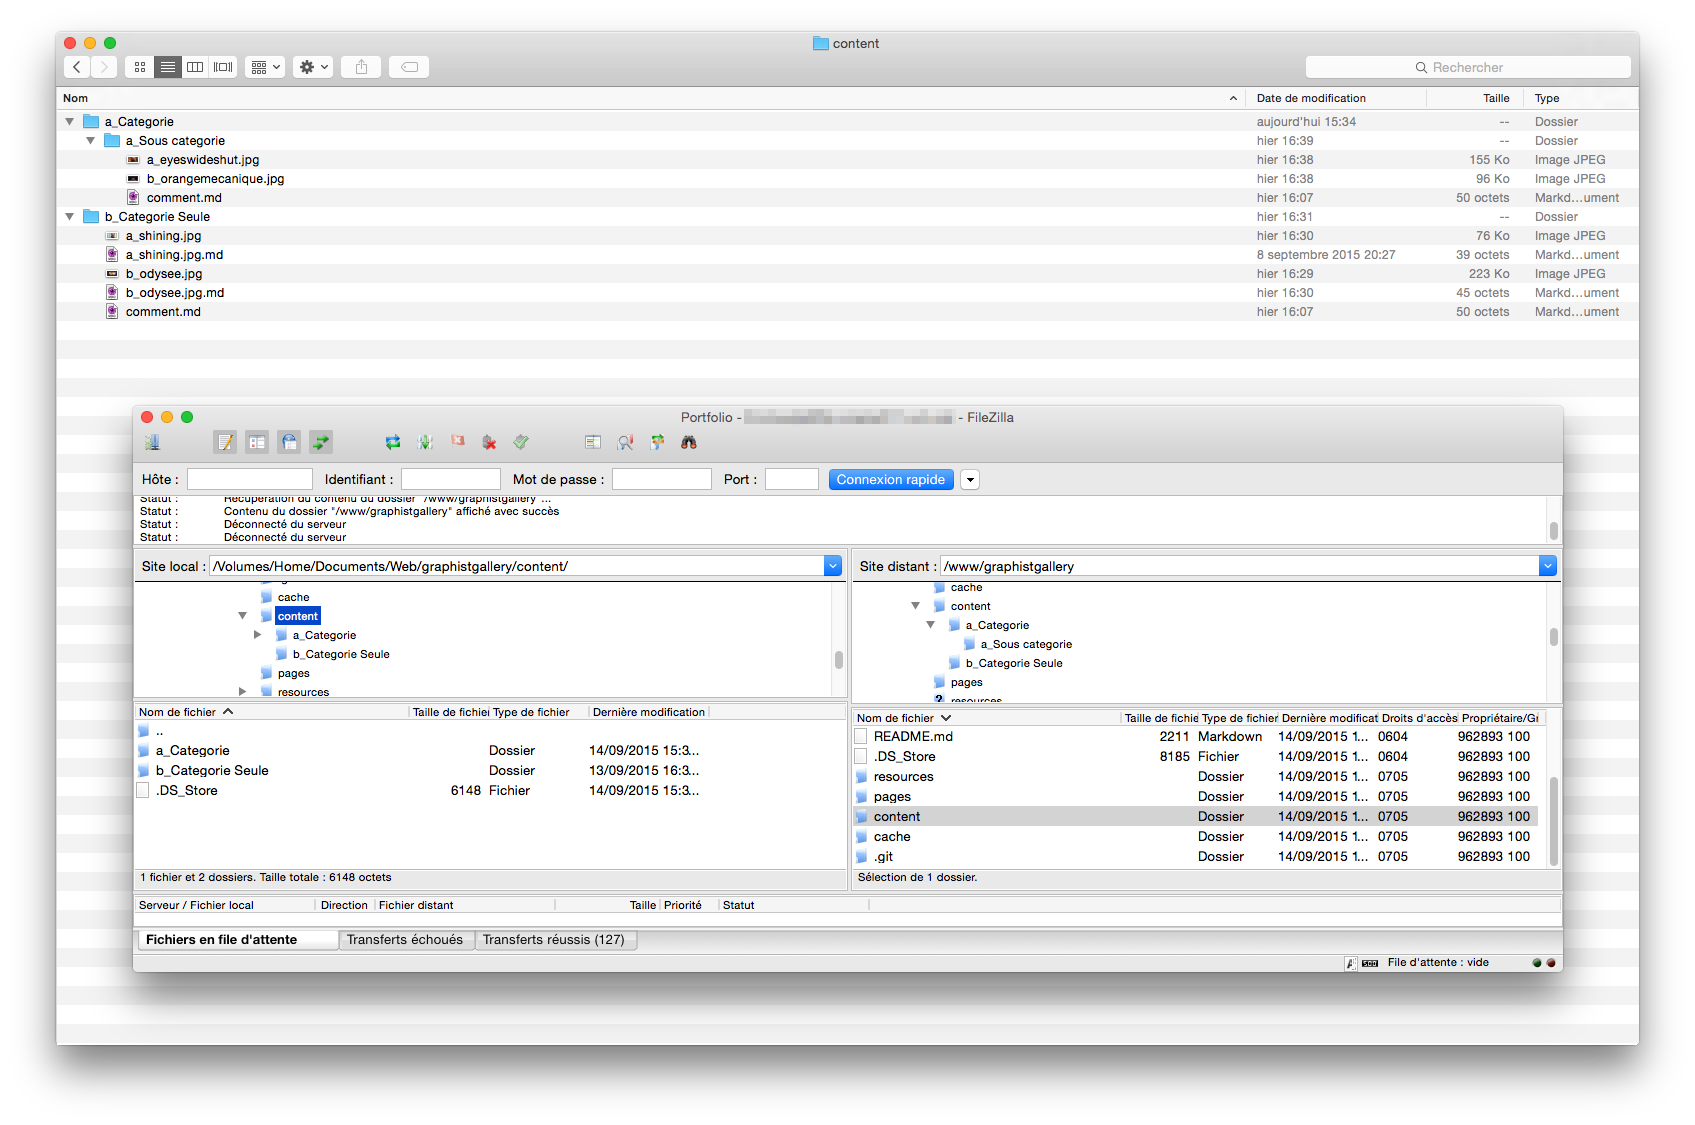 content
Rechercher
Nom Date de modification Taille Type
a_Categorie aujourd'hui 15:34 -- Dossier
a_Sous categorie hier 16:39 -- Dossier
a_eyeswideshut.jpg hier 16:38 155 Ko Image JPEG
b_orangemecanique.jpg hier 16:38 96 Ko Image JPEG
comment.md hier 16:07 50 octets Markd...ument
b_Categorie Seule hier 16:31 -- Dossier
a_shining.jpg hier 16:30 76 Ko Image JPEG
a_shining.jpg.md 8 septembre 2015 20:27 39 octets Markd...ument
b_odysee.jpg hier 16:29 223 Ko Image JPEG
b_odysee.jpg.md hier 16:30 45 octets Markd...ument
comment.md hier 16:07 50 octets Markd...ument
Portfolio - - FileZilla
Hôte : Identifiant : Mot de passe : Port : Connexion rapide
Statut : Récupération du contenu du dossier "/www/graphistgallery"...
Statut : Contenu du dossier "/www/graphistgallery" affiché avec succès
Statut : Déconnecté du serveur
Statut : Déconnecté du serveur
Site local : /Volumes/Home/Documents/Web/graphistgallery/content/
cache
content
a_Categorie
b_Categorie Seule
pages
resources
Nom de fichier Taille de fichie Type de fichier Dernière modification
..
a_Categorie Dossier 14/09/2015 15:3...
b_Categorie Seule Dossier 13/09/2015 16:3...
.DS_Store 6148 Fichier 14/09/2015 15:3...
1 fichier et 2 dossiers. Taille totale : 6148 octets
Site distant : /www/graphistgallery
cache
content
a_Categorie
a_Sous categorie
b_Categorie Seule
pages
resources
Nom de fichier Taille de fichie Type de fichier Dernière modificat Droits d'accès Propriétaire/Gr
README.md 2211 Markdown 14/09/2015 1... 0604 962893 100
.DS_Store 8185 Fichier 14/09/2015 1... 0604 962893 100
resources Dossier 14/09/2015 1... 0705 962893 100
pages Dossier 14/09/2015 1... 0705 962893 100
content Dossier 14/09/2015 1... 0705 962893 100
cache Dossier 14/09/2015 1... 0705 962893 100
.git Dossier 14/09/2015 1... 0705 962893 100
Sélection de 1 dossier.
Serveur / Fichier local Direction Fichier distant Taille Priorité Statut
Fichiers en file d'attente Transferts échoués Transferts réussis (127)
File d'attente : vide